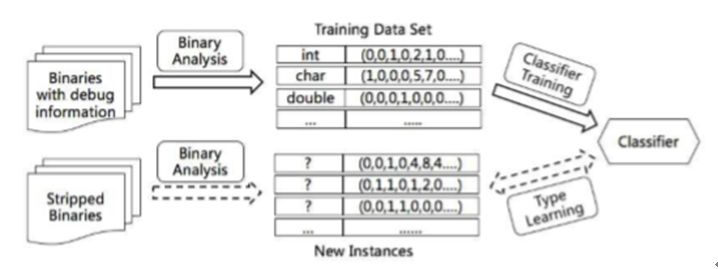 Training Data Set
Binaries
with debug
information
Binary
Analysis
int (0,0,1,0,2,1,0....)
char (1,0,0,0,5,7,0....)
double (0,0,0,1,0,0,0....)
... .....
Classifier
Training
Classifier
Stripped
Binaries
Binary
Analysis
? (0,0,1,0,4,8,4....)
? (0,1,1,0,1,2,0....)
? (0,0,1,1,0,0,0....)
... ......
Type
Learning
New Instances